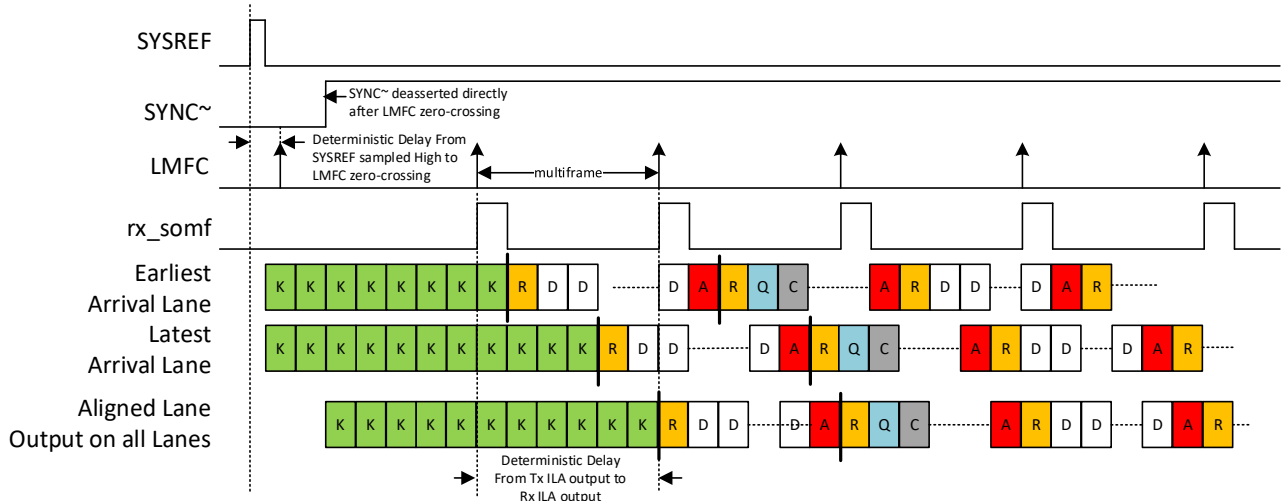 SYSREF
SYNC~
SYNC~ deasserted directly
after LMFC zero-crossing
Deterministic Delay From
SYSREF sampled High to
LMFC zero-crossing
LMFC
multiframe
rx_somf
Earliest
Arrival Lane
K K K K K K K K R D D D A R Q C A R D D D A R
Latest
Arrival Lane
K K K K K K K K K K K R D D D A R Q C A R D D D A R
Aligned Lane
Output on all Lanes
K K K K K K K K K K K R D D D A R Q C A R D D D A R
Deterministic Delay
From Tx ILA output to
Rx ILA output